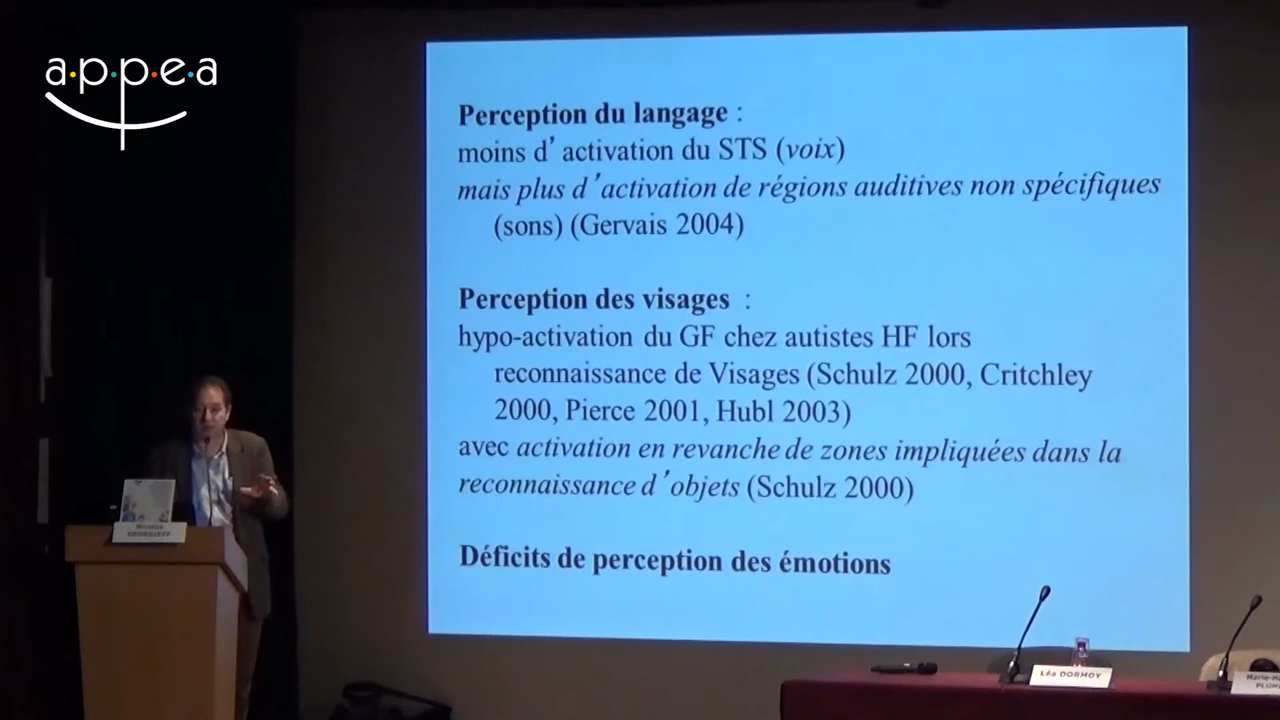 a.p.p.e.a
Perception du langage :
moins d’activation du STS (voix)
mais plus d’activation de régions auditives non spécifiques
(sons) (Gervais 2004)
Perception des visages :
hypo-activation du GF chez autistes HF lors
reconnaissance de Visages (Schulz 2000, Critchley
2000, Pierce 2001, Hubl 2003)
avec activation en revanche de zones impliquées dans la
reconnaissance d’objets (Schulz 2000)
Déficits de perception des émotions
Nicolas
GEORGIEFF
Léa DORMOY